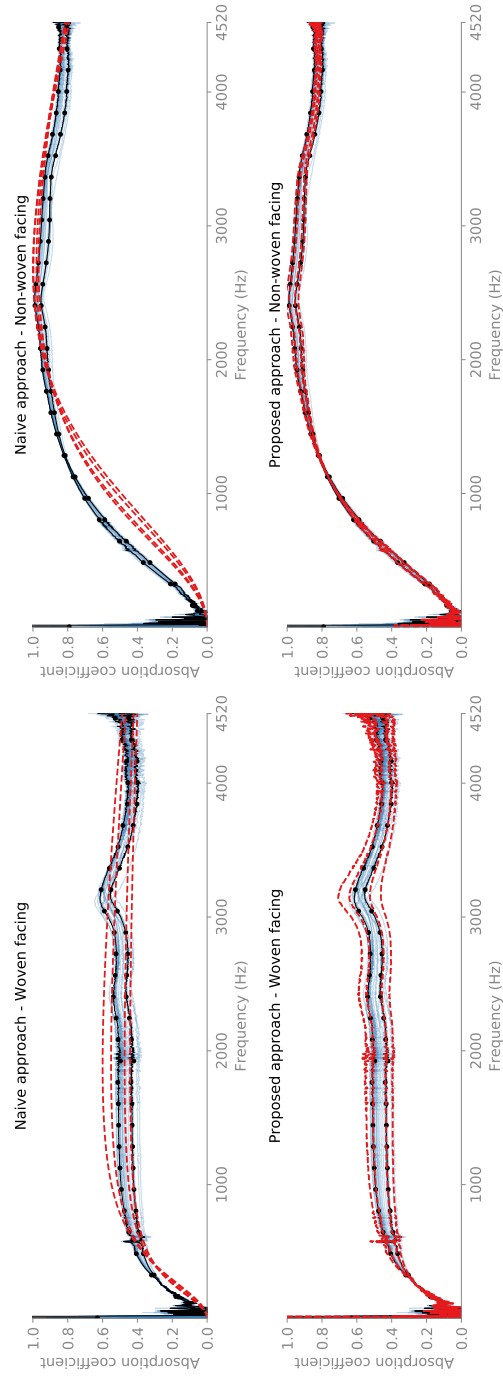 Naive approach - Woven facing
Absorption coefficient
1.0
0.8
0.6
0.4
0.2
0.0
1000 2000 3000 4000 4520
Frequency (Hz)
Naive approach - Non-woven facing
Absorption coefficient
1.0
0.8
0.6
0.4
0.2
0.0
1000 2000 3000 4000 4520
Frequency (Hz)
Proposed approach - Woven facing
Absorption coefficient
1.0
0.8
0.6
0.4
0.2
0.0
1000 2000 3000 4000 4520
Frequency (Hz)
Proposed approach - Non-woven facing
Absorption coefficient
1.0
0.8
0.6
0.4
0.2
0.0
1000 2000 3000 4000 4520
Frequency (Hz)